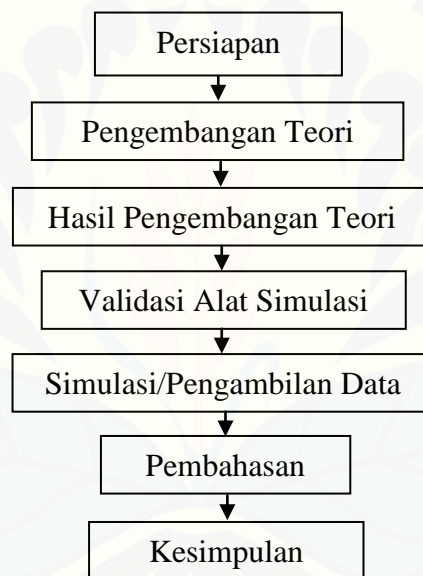 Persiapan
Pengembangan Teori
Hasil Pengembangan Teori
Validasi Alat Simulasi
Simulasi/Pengambilan Data
Pembahasan
Kesimpulan